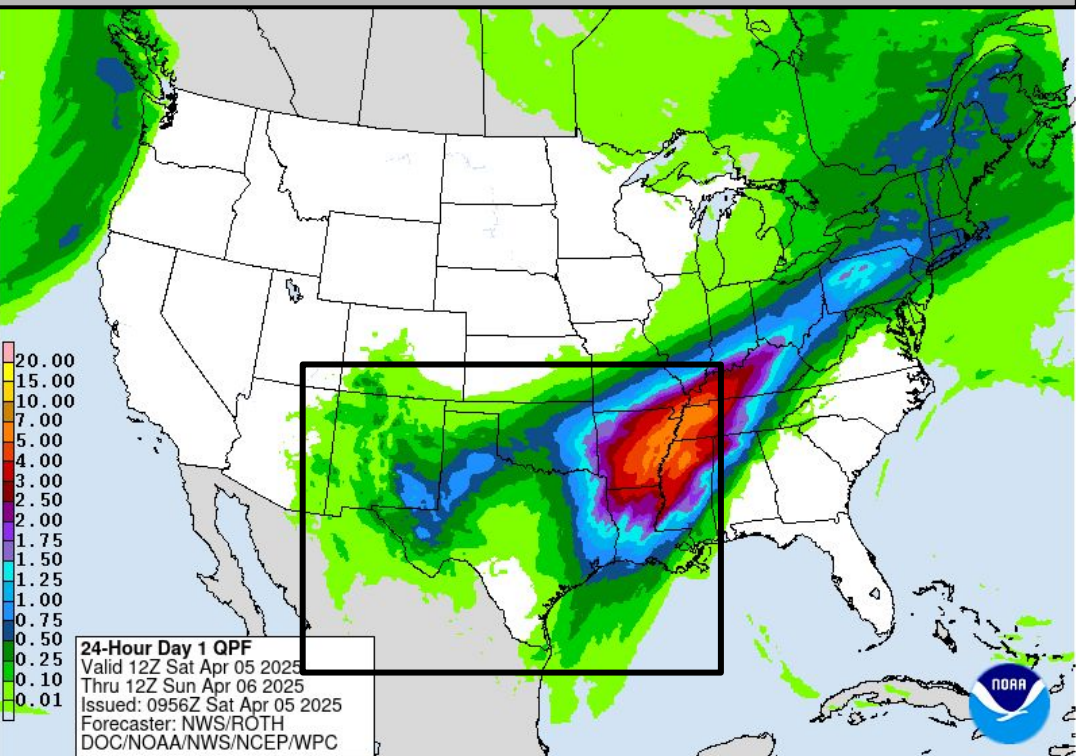 20.00
15.00
10.00
7.00
5.00
4.00
3.00
2.50
2.00
1.75
1.50
1.25
1.00
0.75
0.50
0.25
0.10
0.01
24-Hour Day 1 QPF
Valid 12Z Sat Apr 05 2025
Thru 12Z Sun Apr 06 2025
Issued: 0956Z Sat Apr 05 2025
Forecaster: NWS/ROTH
DOC/NOAA/NWS/NCEP/WPC
NOAA